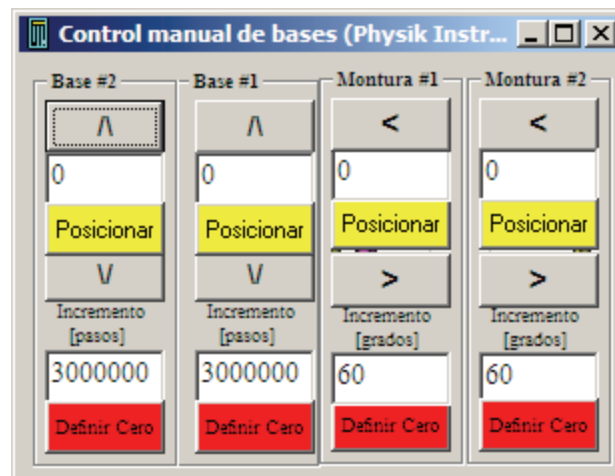 Control manual de bases (Physik Instr...
Base #2
/\
0
Posicionar
\/
Incremento
[pasos]
3000000
Definir Cero
Base #1
/\
0
Posicionar
\/
Incremento
[pasos]
3000000
Definir Cero
Montura #1
<
0
Posicionar
>
Incremento
[grados]
60
Definir Cero
Montura #2
<
0
Posicionar
>
Incremento
[grados]
60
Definir Cero